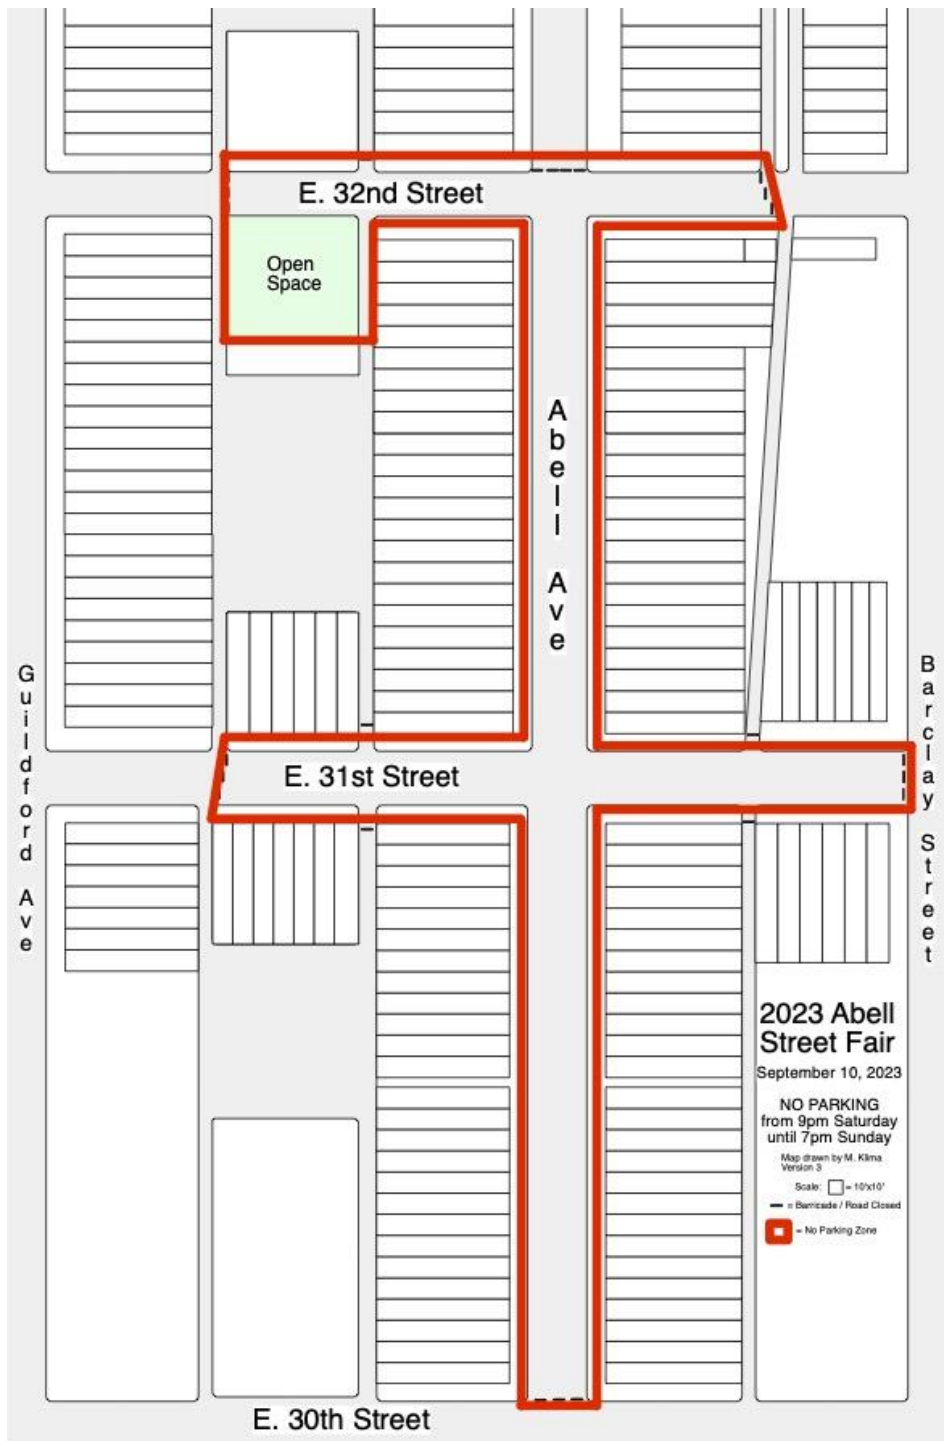 E. 32nd Street
Open
Space
Abell Ave
Guildford Ave
Barclay Street
E. 31st Street
2023 Abell
Street Fair
September 10, 2023
NO PARKING
from 9pm Saturday
until 7pm Sunday
Map drawn by M. Klima
Version 3
Scale: = 10'x10'
= Barricade / Road Closed
= No Parking Zone
E. 30th Street